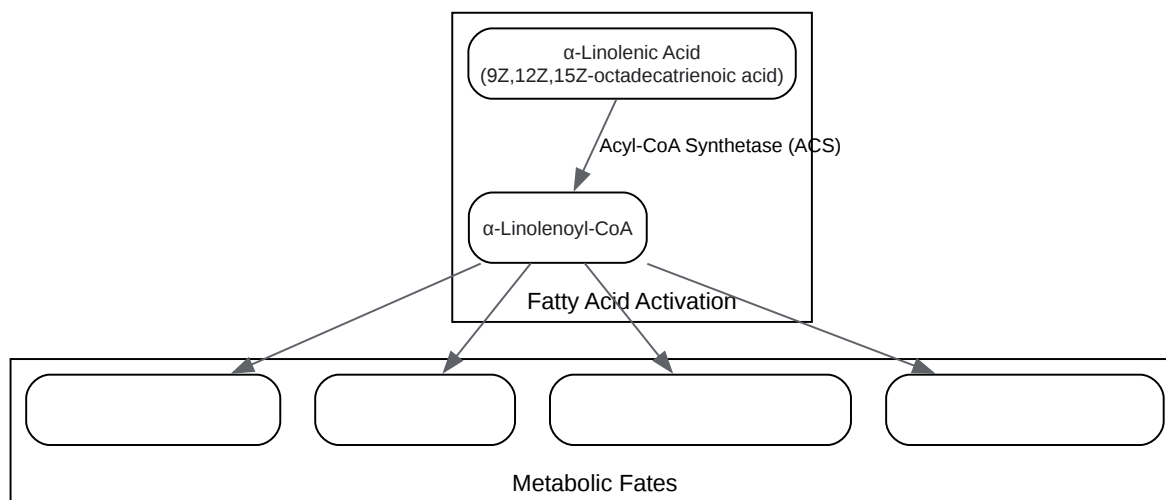 α-Linolenic Acid
(9Z,12Z,15Z-octadecatrienoic acid)
Acyl-CoA Synthetase (ACS)
α-Linolenoyl-CoA
Fatty Acid Activation
Metabolic Fates